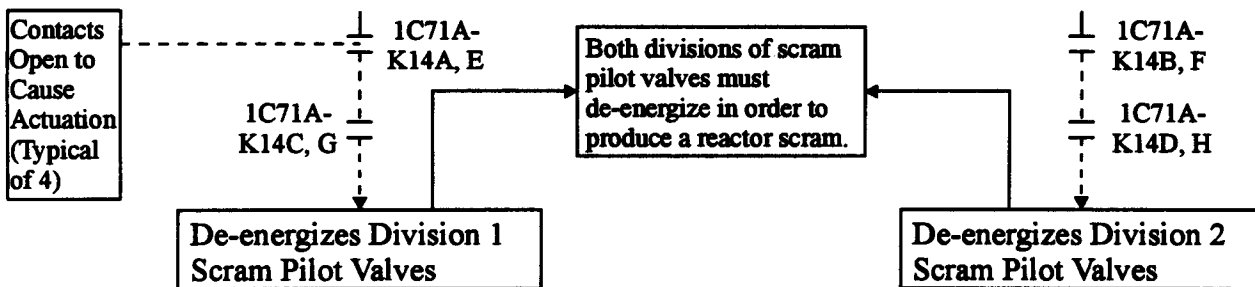 Contacts
Open to
Cause
Actuation
(Typical
of 4)
1C71A-
K14A, E
1C71A-
K14C, G
Both divisions of scram
pilot valves must
de-energize in order to
produce a reactor scram.
1C71A-
K14B, F
1C71A-
K14D, H
De-energizes Division 1
Scram Pilot Valves
De-energizes Division 2
Scram Pilot Valves